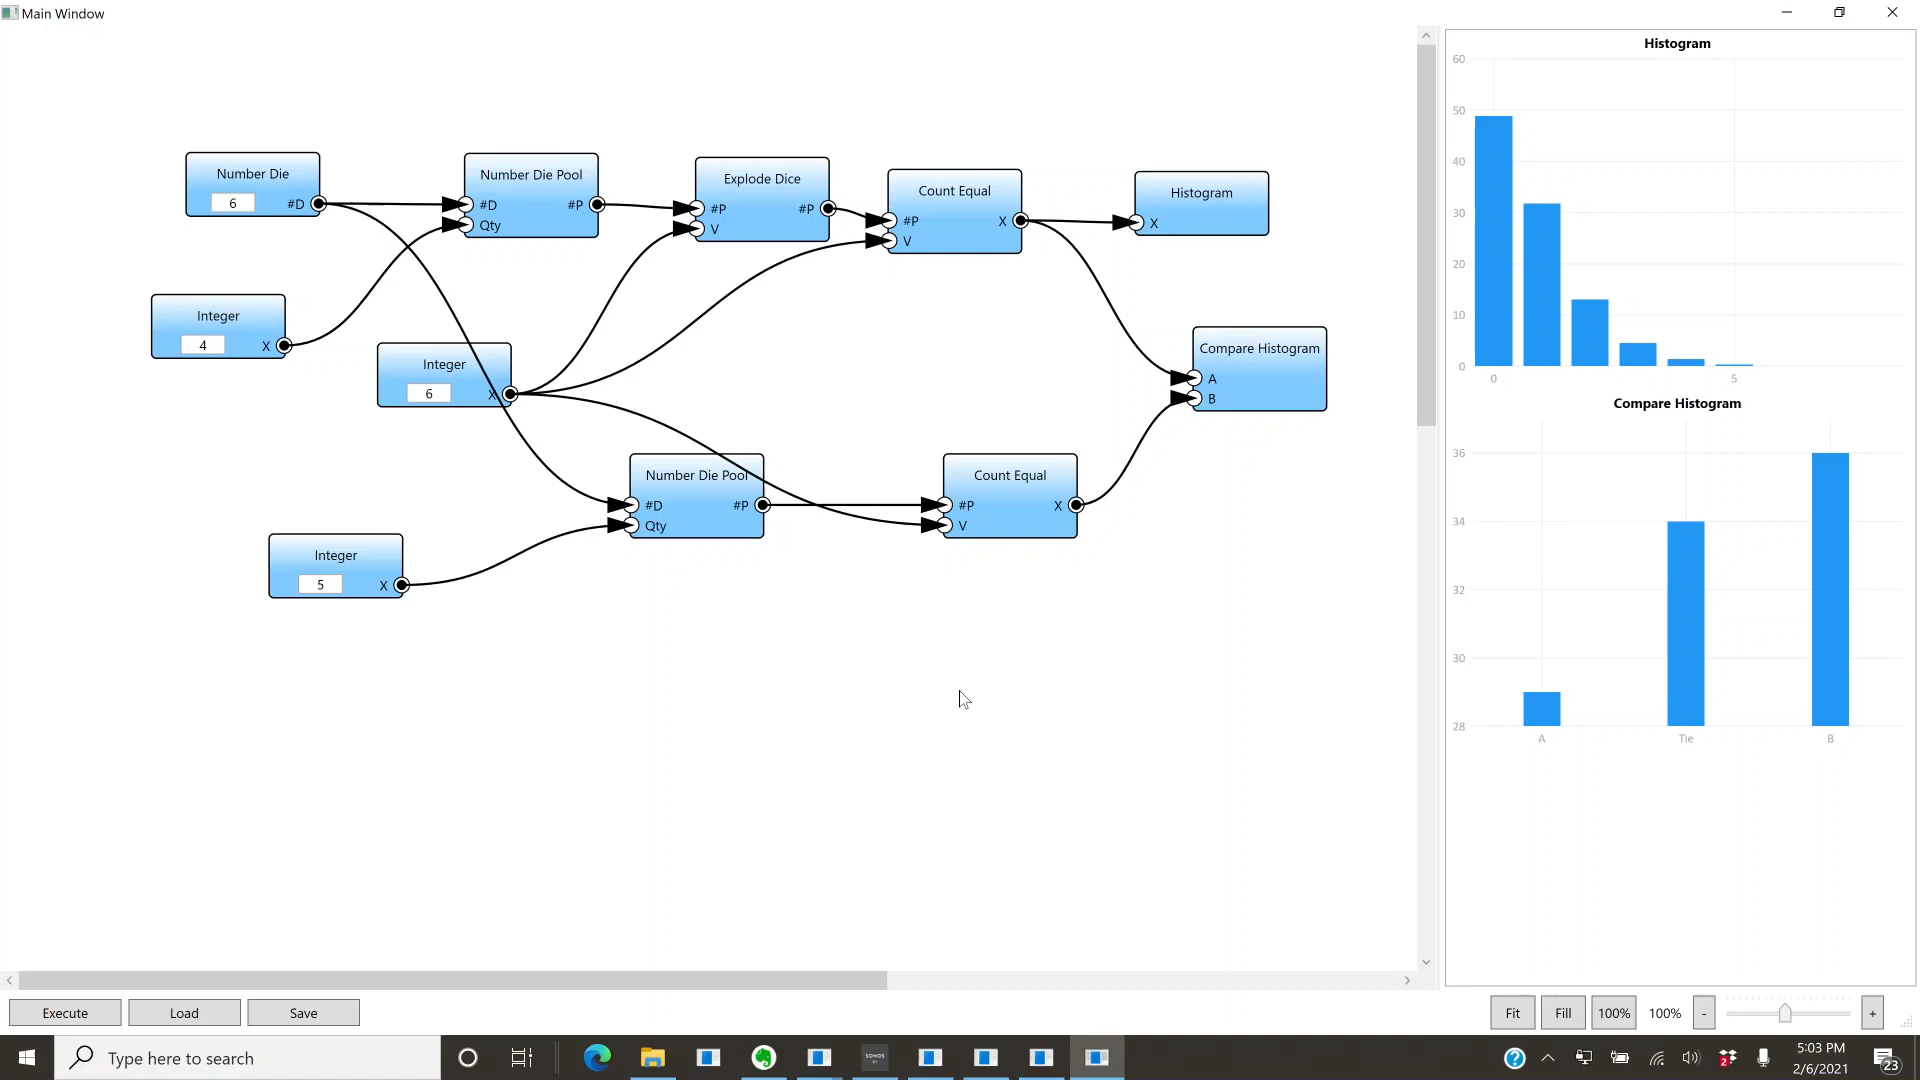 Main Window
Number Die
6 #D
Number Die Pool
#D #P
Qty
Explode Dice
#P #P
V
Count Equal
#P X
V
Histogram
X
Integer
4 X
Integer
6 X
Compare Histogram
A
B
Number Die Pool
#D #P
Qty
Count Equal
#P X
V
Integer
5 X
Histogram
60
50
40
30
20
10
0
0 5
Compare Histogram
36
34
32
30
28
A Tie B
Execute Load Save
Fit Fill 100% 100% - +
Type here to search
SONOS
5:03 PM
2/6/2021
2
23